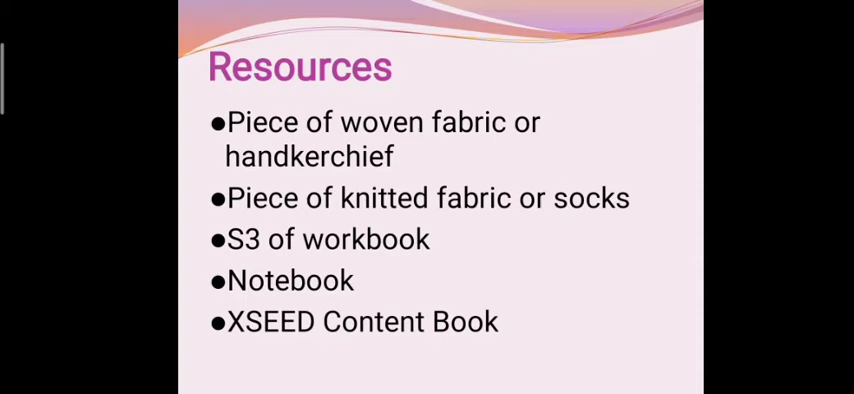 Resources
●Piece of woven fabric or
handkerchief
●Piece of knitted fabric or socks
●S3 of workbook
●Notebook
●XSEED Content Book